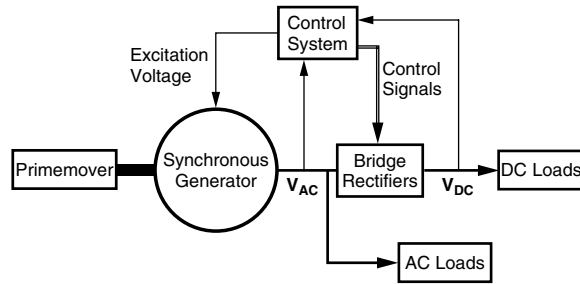 Control
System
Excitation
Voltage
Control
Signals
Primemover
Synchronous
Generator
V_AC
Bridge
Rectifiers
V_DC
DC Loads
AC Loads